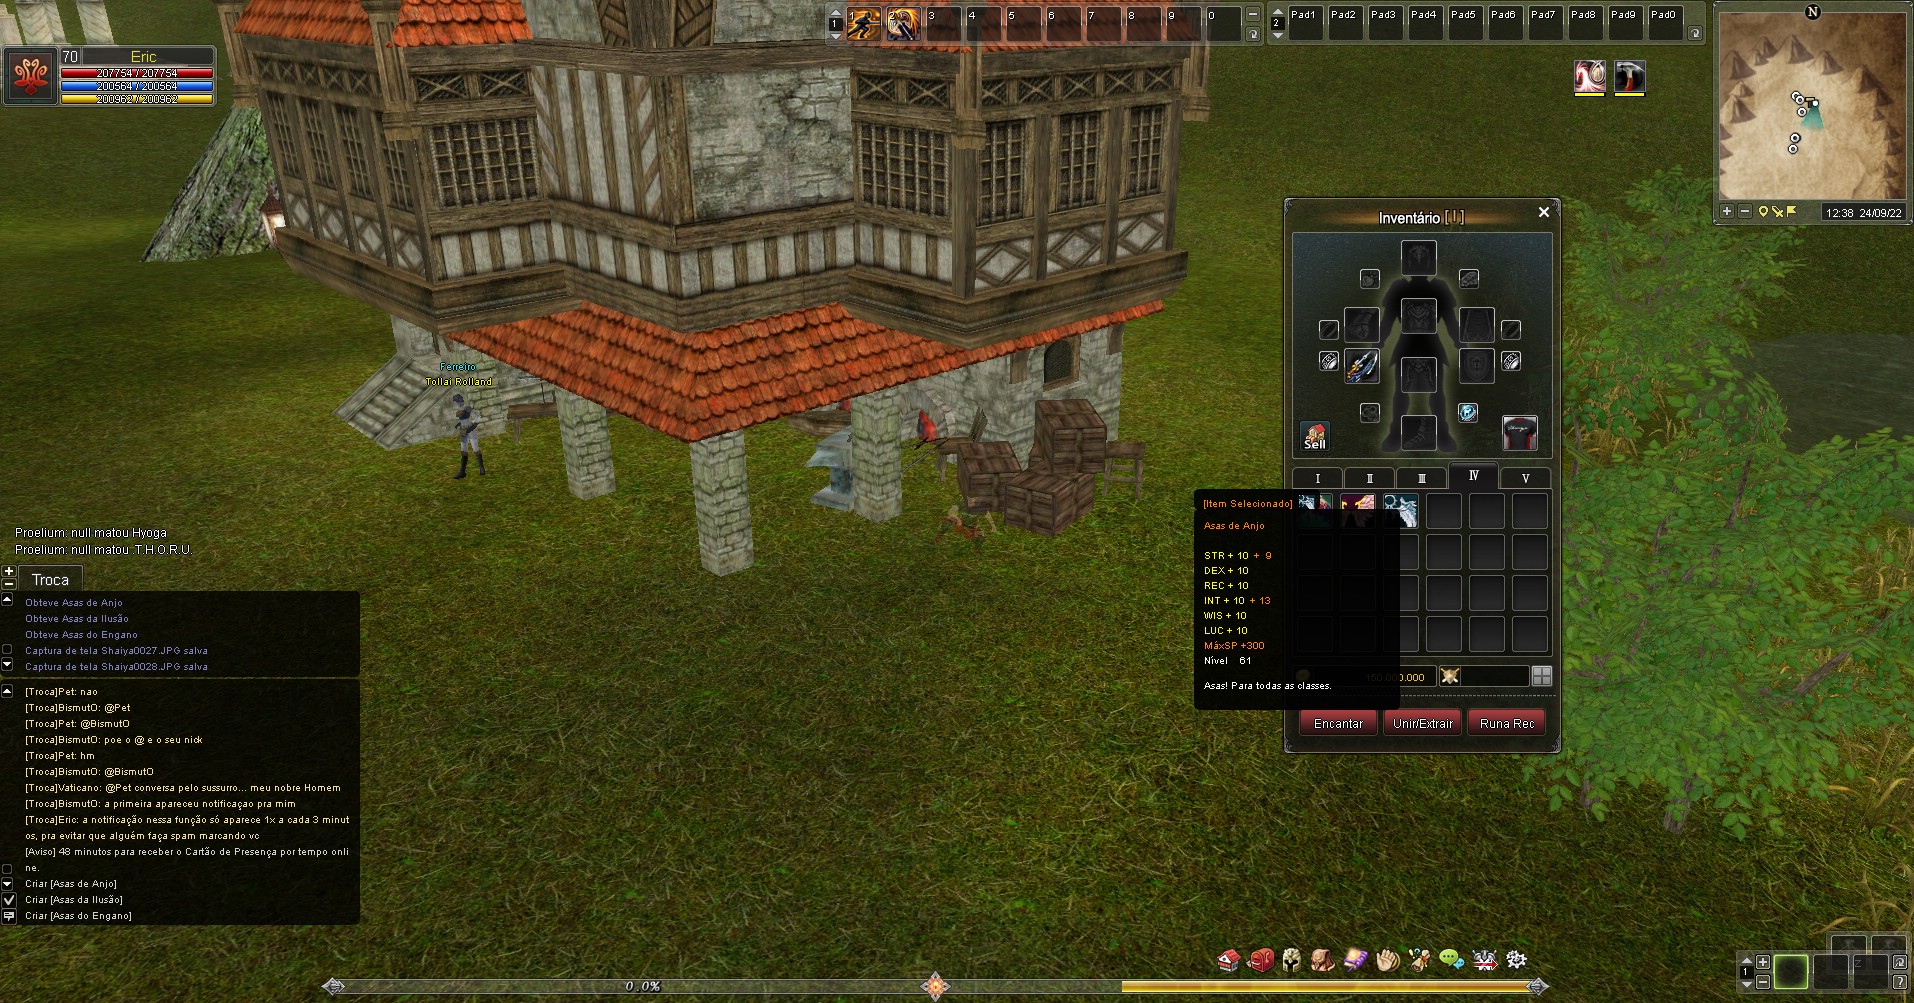 70 Eric
207754 / 207754
200564 / 200564
200962 / 200962
1
1 2 3 4 5 6 7 8 9 0
2
Pad1 Pad2 Pad3 Pad4 Pad5 Pad6 Pad7 Pad8 Pad9 Pad0
N
12:38 24/09/22
Inventário [ ! ]
Sell
I II III IV V
Ferreiro
Tollai Rolland
[Item Selecionado]
Asas de Anjo
STR + 10 + 9
DEX + 10
REC + 10
INT + 10 + 13
WIS + 10
LUC + 10
MáxSP +300
Nível 61
Asas! Para todas as classes.
150.000.000
Encantar Unir/Extrair Runa Rec
Proelium: null matou Hyoga
Proelium: null matou .T.H.O.R.U.
Troca
Obteve Asas de Anjo
Obteve Asas da Ilusão
Obteve Asas do Engano
Captura de tela Shaiya0027.JPG salva
Captura de tela Shaiya0028.JPG salva
[Troca]Pet: nao
[Troca]BismutO: @Pet
[Troca]Pet: @BismutO
[Troca]BismutO: poe o @ e o seu nick
[Troca]Pet: hm
[Troca]BismutO: @BismutO
[Troca]Vaticano: @Pet conversa pelo sussurro... meu nobre Homem
[Troca]BismutO: a primeira apareceu notificaçao pra mim
[Troca]Eric: a notificação nessa função só aparece 1x a cada 3 minut
os, pra evitar que alguém faça spam marcando vc
[Aviso] 48 minutos para receber o Cartão de Presença por tempo onli
ne.
Criar [Asas de Anjo]
Criar [Asas da Ilusão]
Criar [Asas do Engano]
0.0%
1
Z